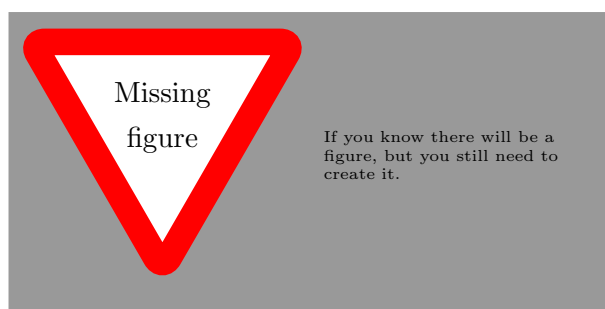 Missing
figure
If you know there will be a
figure, but you still need to
create it.